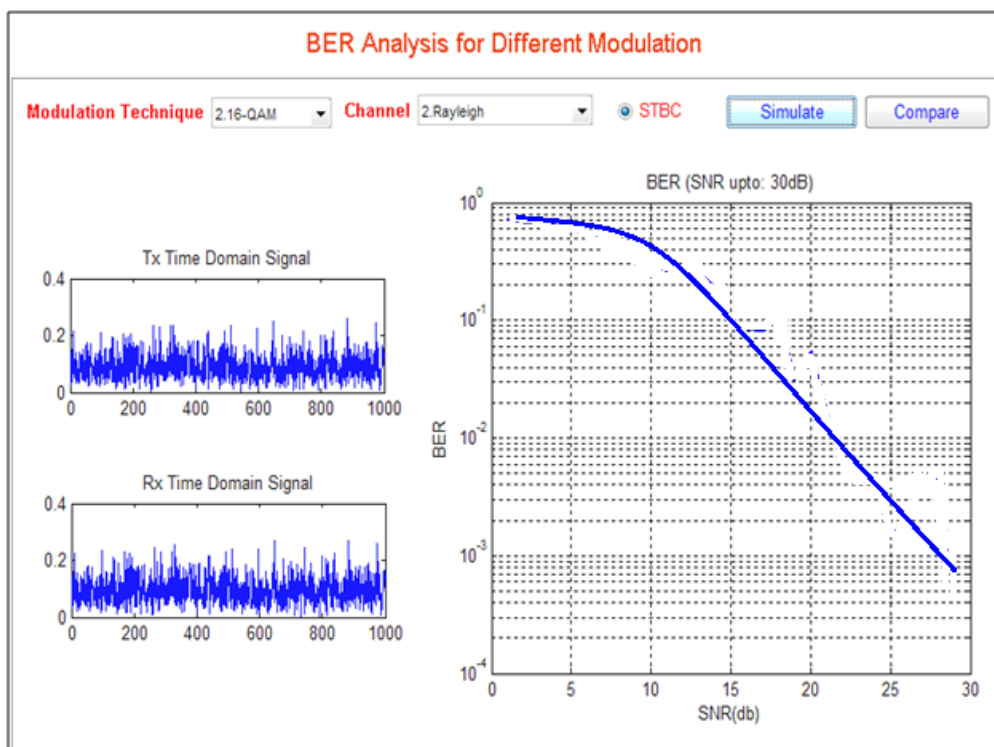 BER Analysis for Different Modulation
Modulation Technique 2.16-QAM Channel 2.Rayleigh STBC Simulate Compare
Tx Time Domain Signal
0.4
0.2
0
0 200 400 600 800 1000
Rx Time Domain Signal
0.4
0.2
0
0 200 400 600 800 1000
BER (SNR upto: 30dB)
10^0
10^-1
10^-2
10^-3
10^-4
BER
0 5 10 15 20 25 30
SNR(db)